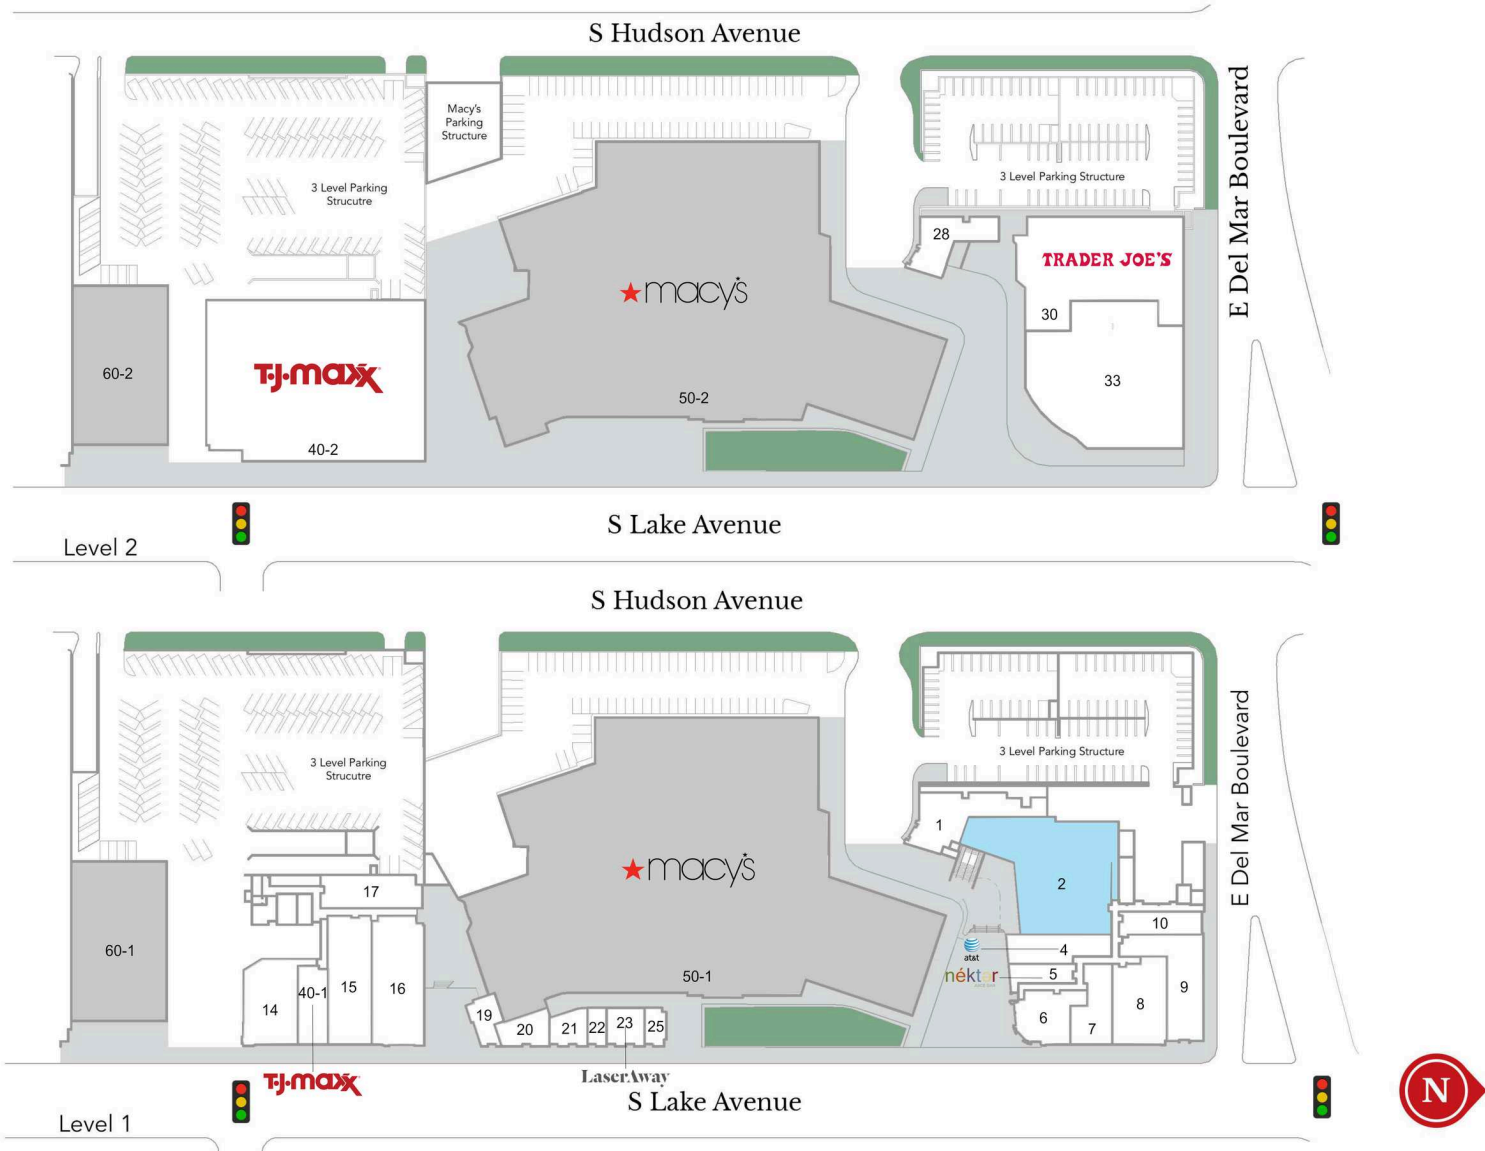 S Hudson Avenue
Macy's
Parking
Structure
3 Level Parking
Strucutre
3 Level Parking Structure
E Del Mar Boulevard
28
TRADER JOE'S
macy's
30
60-2
T·J·maxx
33
50-2
40-2
S Lake Avenue
Level 2
S Hudson Avenue
3 Level Parking Structure
3 Level Parking
Strucutre
E Del Mar Boulevard
1
macy's
2
17
10
60-1
4
at&t
5
néktar
50-1
14
40-1
15
16
19
20
21
22
23
25
6
7
8
9
T·J·maxx
LaserAway
S Lake Avenue
N
Level 1